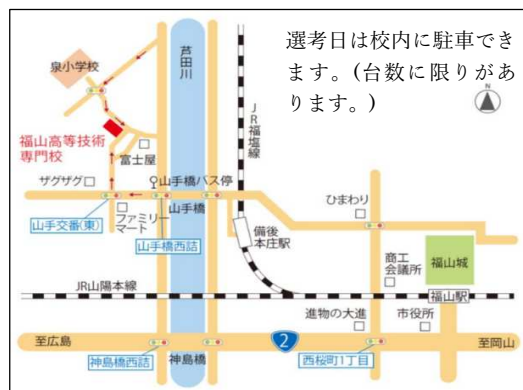 選考日は校内に駐車でき
ます。(台数に限りがあ
ります。)
N
泉小学校
芦田川
JR福塩線
福山高等技術
専門校
富士屋
ザグザグ
山手橋バス停
ひまわり
山手交番(東)
ファミリー
マート
山手橋
山手橋西詰
備後
本庄駅
商工
会議所
福山城
JR山陽本線
福山駅
進物の大進
市役所
至広島
神島橋西詰
神島橋
2
西桜町1丁目
至岡山